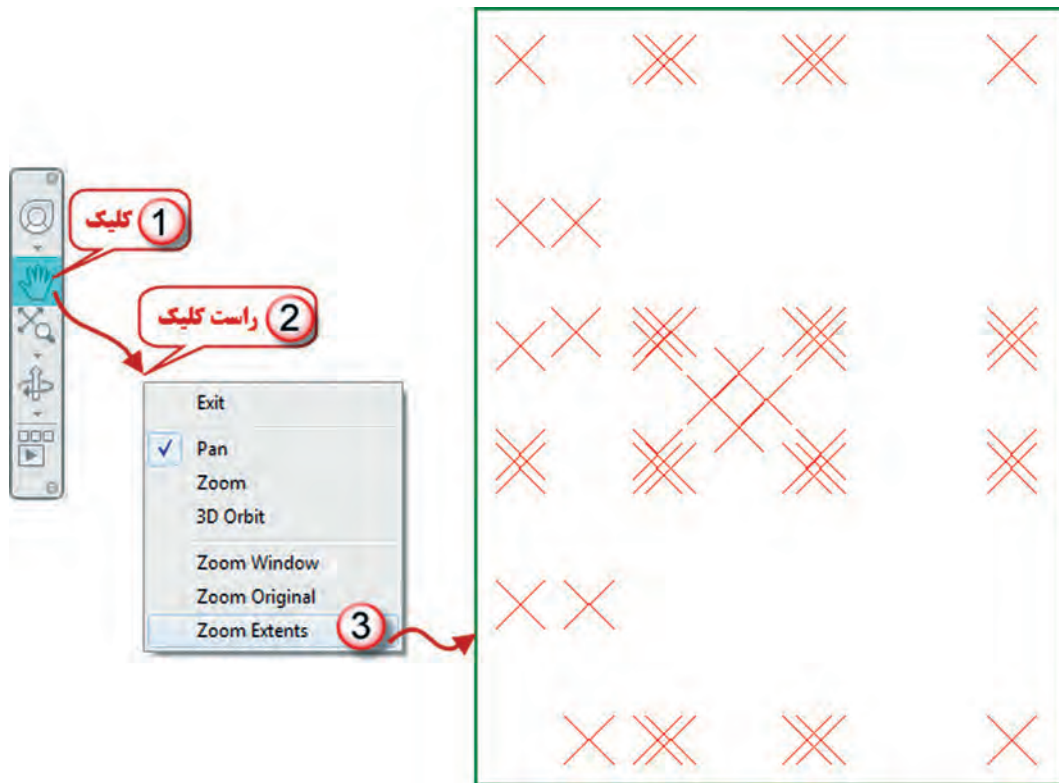 کلیک 1
راست کلیک 2
Exit
Pan
Zoom
3D Orbit
Zoom Window
Zoom Original
Zoom Extents 3